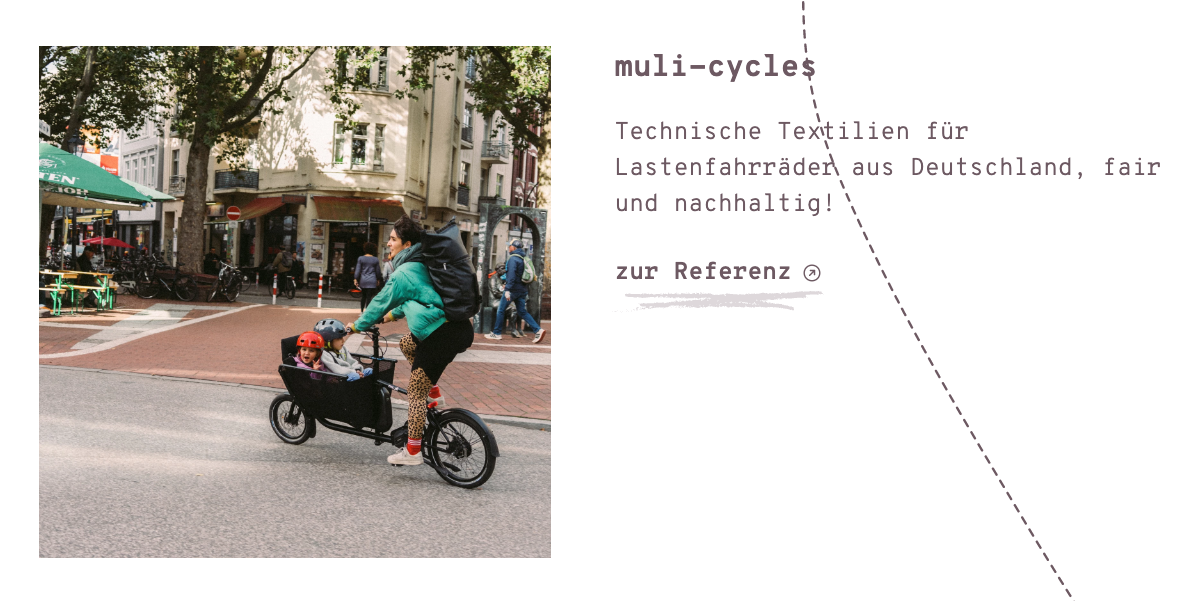 muli-cycles
Technische Textilien für
Lastenfahrräder aus Deutschland, fair
und nachhaltig!
zur Referenz